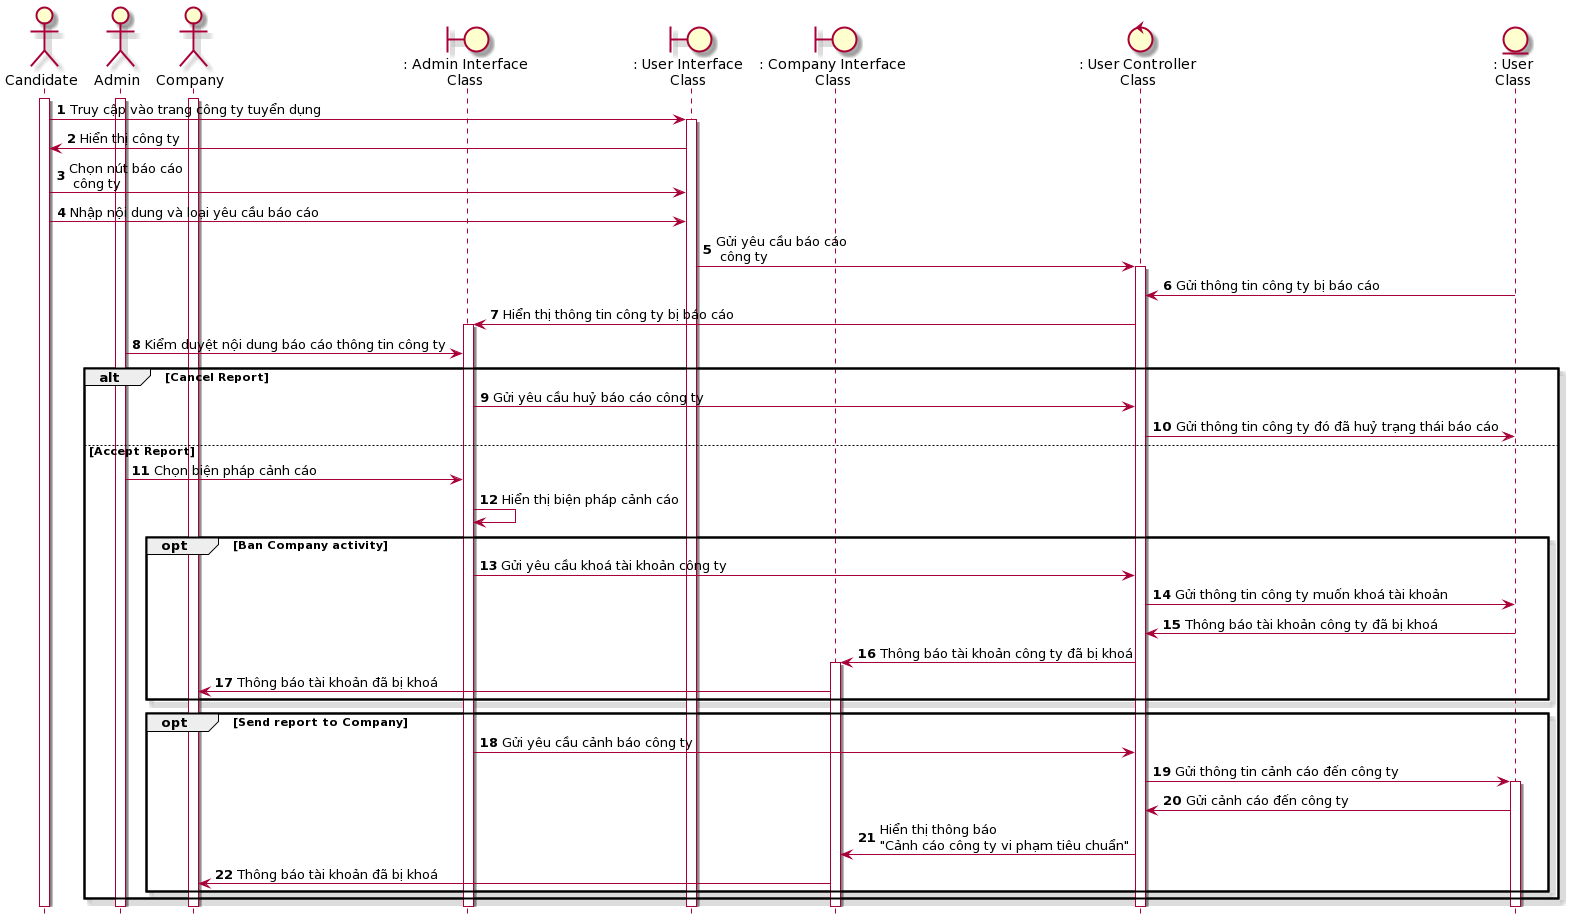 Candidate
Admin
Company
: Admin Interface
Class
: User Interface
Class
: Company Interface
Class
: User Controller
Class
: User
Class
1 Truy cập vào trang công ty tuyển dụng
2 Hiển thị công ty
3 Chọn nút báo cáo
công ty
4 Nhập nội dung và loại yêu cầu báo cáo
5 Gửi yêu cầu báo cáo
công ty
6 Gửi thông tin công ty bị báo cáo
7 Hiển thị thông tin công ty bị báo cáo
8 Kiểm duyệt nội dung báo cáo thông tin công ty
alt [Cancel Report]
9 Gửi yêu cầu huỷ báo cáo công ty
10 Gửi thông tin công ty đó đã huỷ trạng thái báo cáo
[Accept Report]
11 Chọn biện pháp cảnh cáo
12 Hiển thị biện pháp cảnh cáo
opt [Ban Company activity]
13 Gửi yêu cầu khoá tài khoản công ty
14 Gửi thông tin công ty muốn khoá tài khoản
15 Thông báo tài khoản công ty đã bị khoá
16 Thông báo tài khoản công ty đã bị khoá
17 Thông báo tài khoản đã bị khoá
opt [Send report to Company]
18 Gửi yêu cầu cảnh báo công ty
19 Gửi thông tin cảnh cáo đến công ty
20 Gửi cảnh cáo đến công ty
21 Hiển thị thông báo
"Cảnh cáo công ty vi phạm tiêu chuẩn"
22 Thông báo tài khoản đã bị khoá